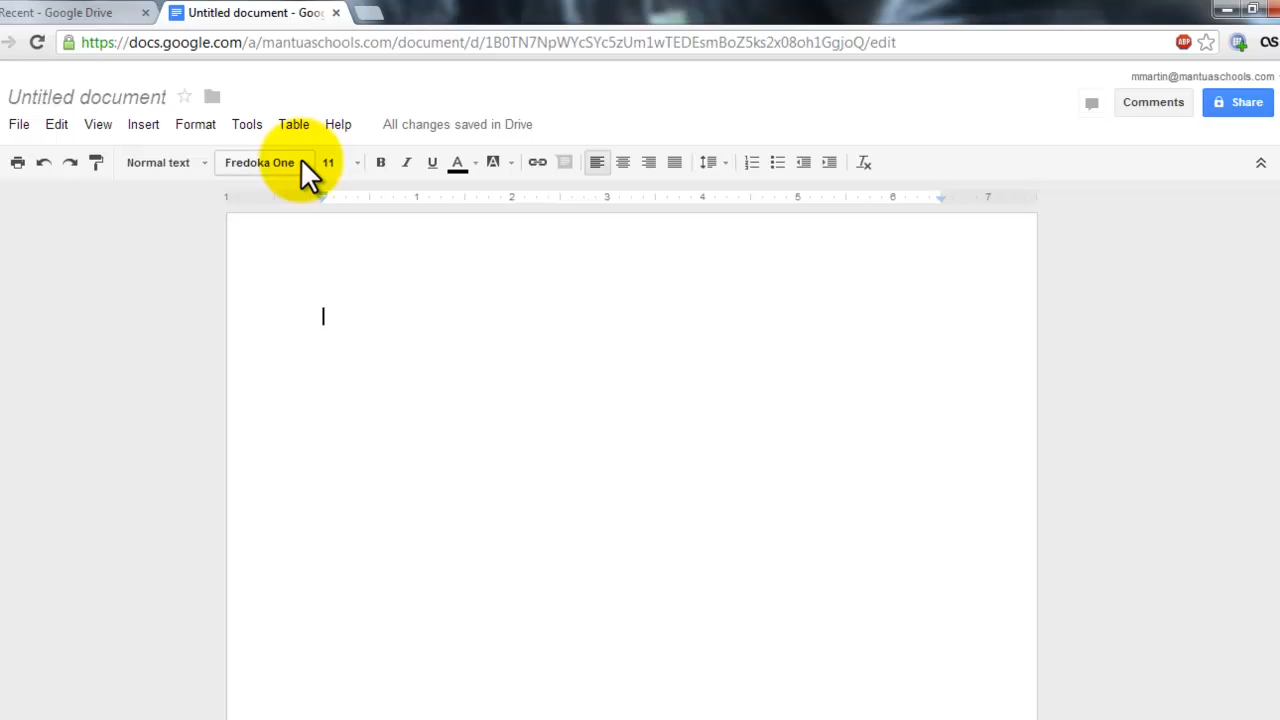 Recent - Google Drive
Untitled document - Goo
https://docs.google.com/a/mantuaschools.com/document/d/1B0TN7NpWYcSYc5zUm1wTEDEsmBoZ5ks2x08oh1GgjoQ/edit
ABP
mmartin@mantuaschools.com
Untitled document
Comments
Share
File Edit View Insert Format Tools Table Help All changes saved in Drive
Normal text Fredoka One 11 B I U A A
1 1 2 3 4 5 6 7